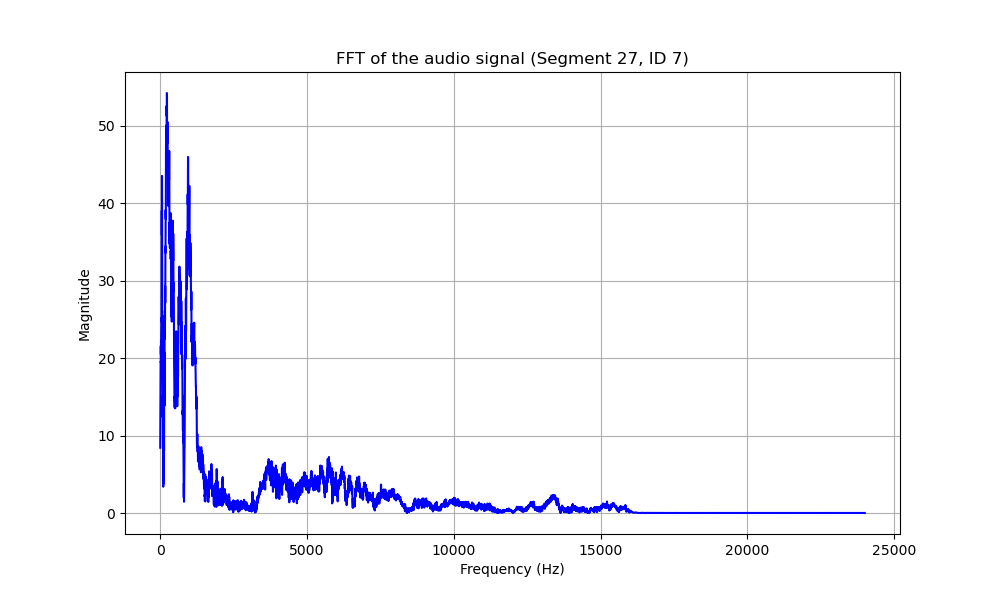 FFT of the audio signal (Segment 27, ID 7)
Magnitude
50
40
30
20
10
0
0 5000 10000 15000 20000 25000
Frequency (Hz)